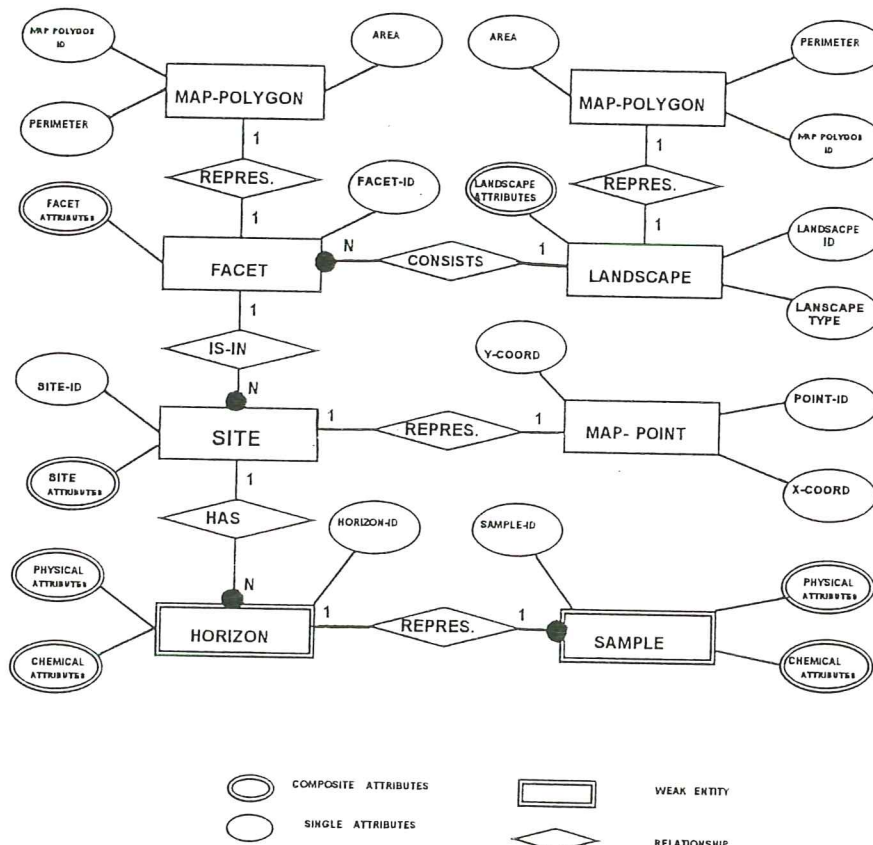 MAP POLYGOS
ID
AREA
AREA
PERIMETER
MAP-POLYGON
MAP-POLYGON
PERIMETER
MAP POLYGOS
ID
1
1
REPRES.
REPRES.
FACET
ATTRIBUTES
1
FACET-ID
LANDSCAPE
ATTRIBUTES
1
LANDSACPE
ID
FACET
N
CONSISTS
1
LANDSCAPE
LANSCAPE
TYPE
1
IS-IN
N
SITE-ID
Y-COORD
POINT-ID
SITE
1
REPRES.
1
MAP- POINT
SITE
ATTRIBUTES
1
X-COORD
HAS
HORIZON-ID
SAMPLE-ID
N
PHYSICAL
ATTRIBUTES
PHYSICAL
ATTRIBUTES
HORIZON
1
REPRES.
1
SAMPLE
CHEMICAL
ATTRIBUTES
CHEMICAL
ATTRIBUTES
COMPOSITE ATTRIBUTES
WEAK ENTITY
SINGLE ATTRIBUTES
RELATIONSHIP